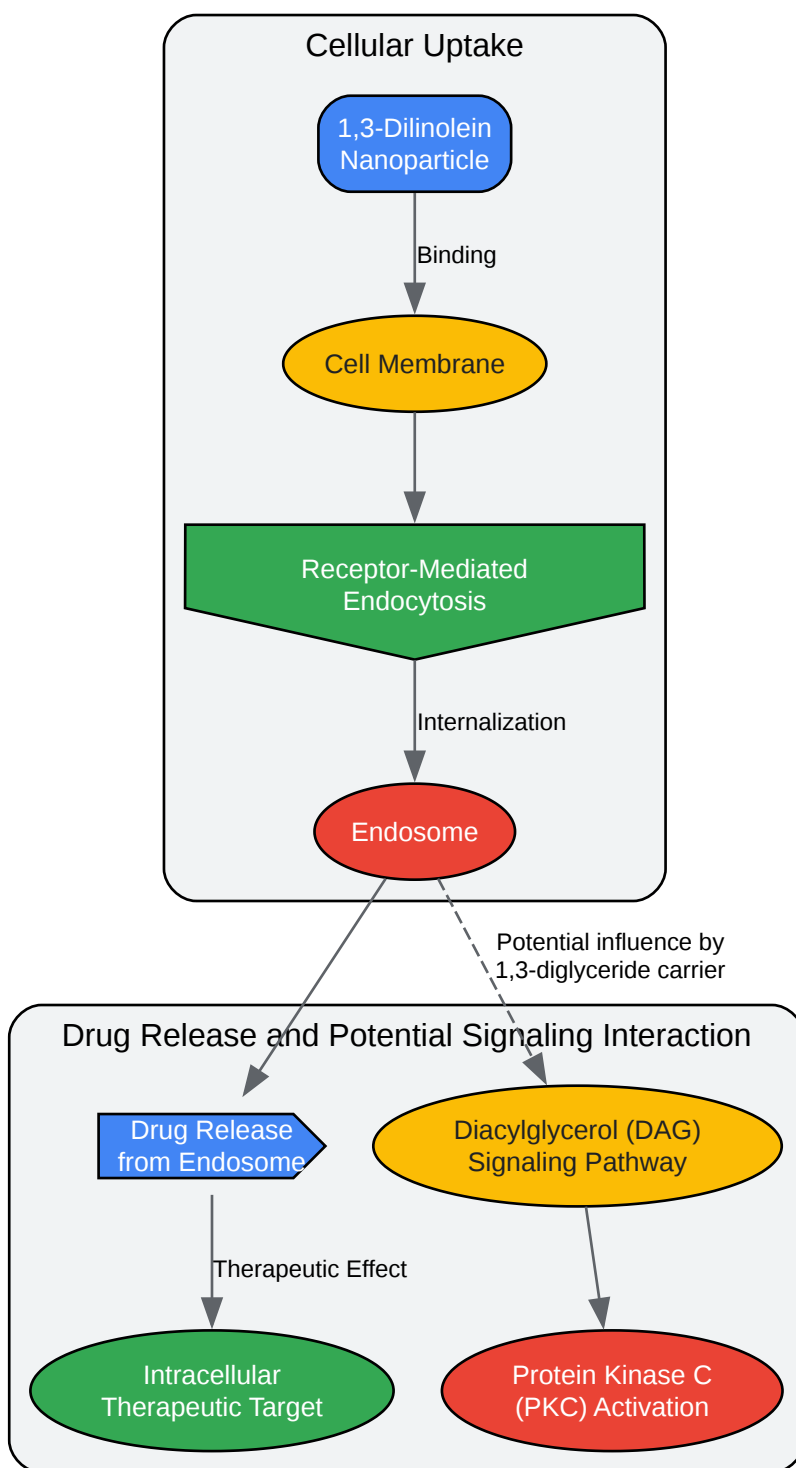 Cellular Uptake
1,3-Dilinolein
Nanoparticle
Binding
Cell Membrane
Receptor-Mediated
Endocytosis
Internalization
Endosome
Potential influence by
1,3-diglyceride carrier
Drug Release and Potential Signaling Interaction
Drug Release
from Endosome
Diacylglycerol (DAG)
Signaling Pathway
Therapeutic Effect
Intracellular
Therapeutic Target
Protein Kinase C
(PKC) Activation